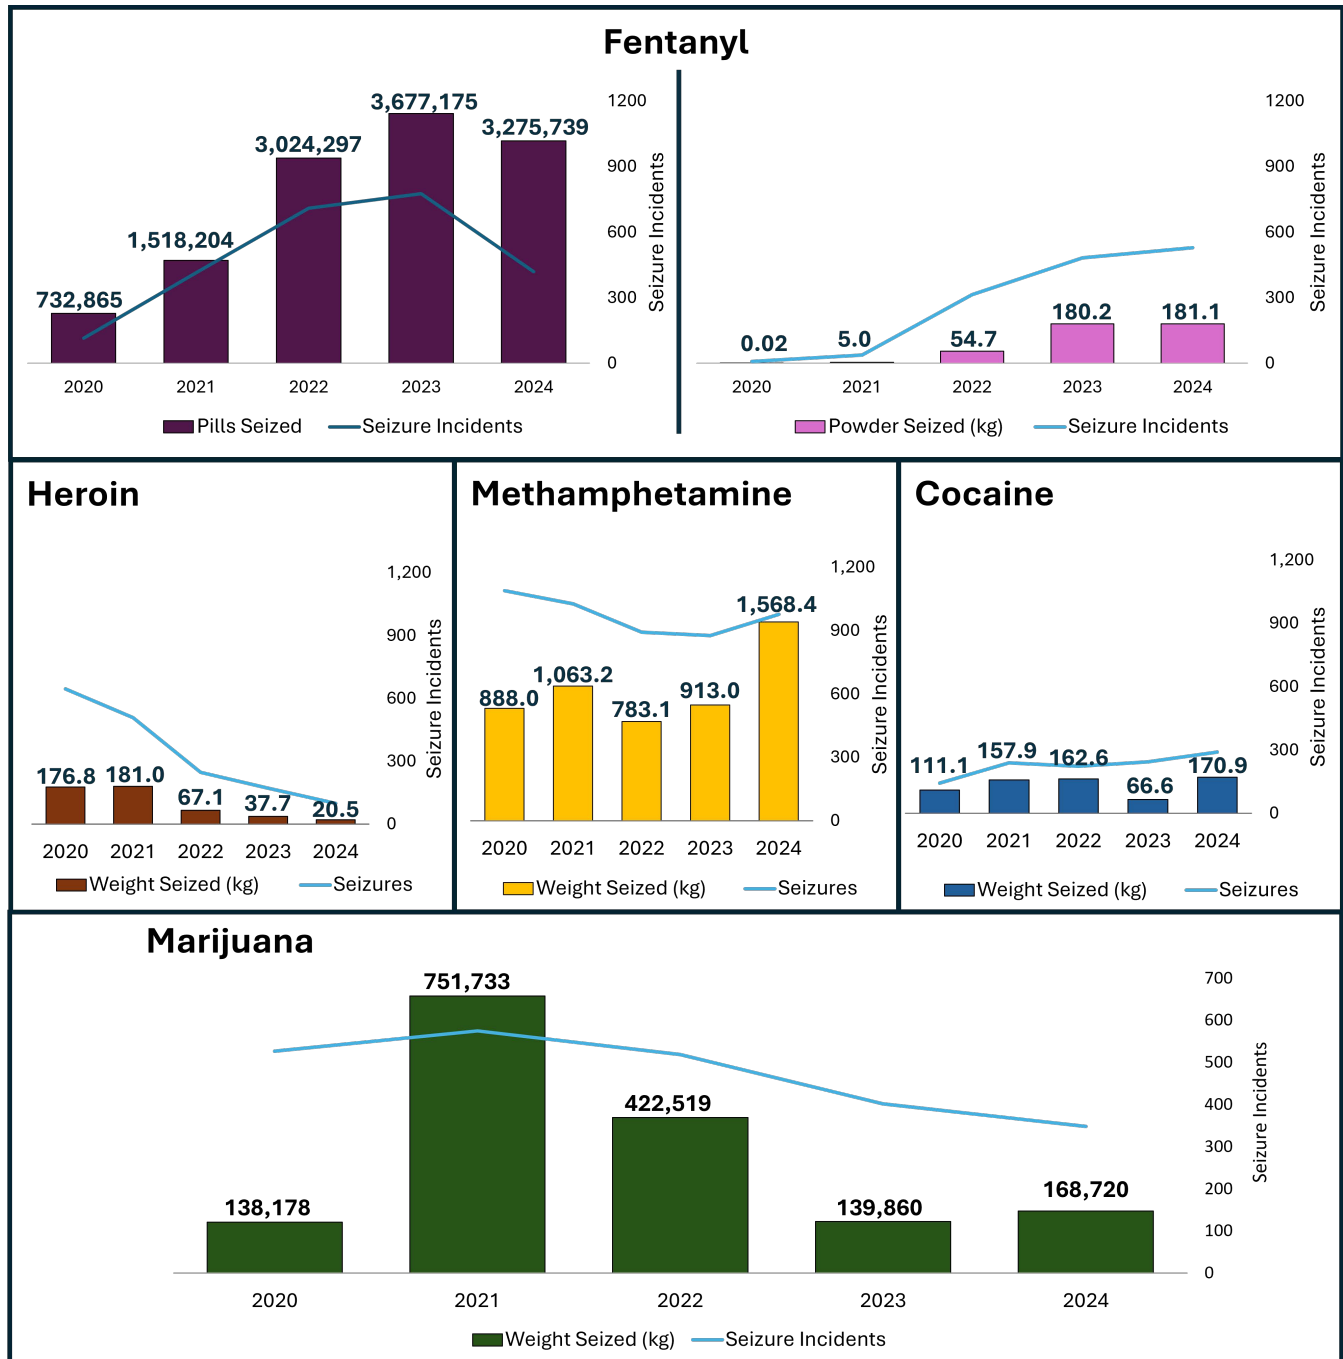 Fentanyl
3,677,175
3,275,739
3,024,297
1,518,204
732,865
1200
900
600
300
0
Seizure Incidents
2020 2021 2022 2023 2024
Pills Seized Seizure Incidents
0.02 5.0 54.7 180.2 181.1
1200
900
600
300
0
Seizure Incidents
2020 2021 2022 2023 2024
Powder Seized (kg) Seizure Incidents
Heroin
176.8 181.0 67.1 37.7 20.5
1,200
900
600
300
0
Seizure Incidents
2020 2021 2022 2023 2024
Weight Seized (kg) Seizures
Methamphetamine
888.0 1,063.2 783.1 913.0 1,568.4
1,200
900
600
300
0
Seizure Incidents
2020 2021 2022 2023 2024
Weight Seized (kg) Seizures
Cocaine
111.1 157.9 162.6 66.6 170.9
1,200
900
600
300
0
Seizure Incidents
2020 2021 2022 2023 2024
Weight Seized (kg) Seizures
Marijuana
138,178 751,733 422,519 139,860 168,720
700
600
500
400
300
200
100
0
Seizure Incidents
2020 2021 2022 2023 2024
Weight Seized (kg) Seizure Incidents